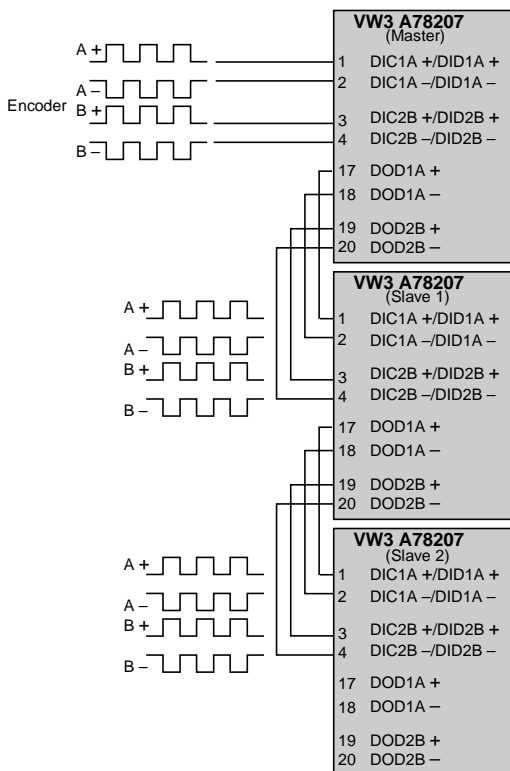 VW3 A78207
(Master)
A +
1 DIC1A +/DID1A +
A –
2 DIC1A –/DID1A –
Encoder
B +
3 DIC2B +/DID2B +
B –
4 DIC2B –/DID2B –
17 DOD1A +
18 DOD1A –
19 DOD2B +
20 DOD2B –
VW3 A78207
(Slave 1)
A +
1 DIC1A +/DID1A +
A –
2 DIC1A –/DID1A –
B +
3 DIC2B +/DID2B +
B –
4 DIC2B –/DID2B –
17 DOD1A +
18 DOD1A –
19 DOD2B +
20 DOD2B –
VW3 A78207
(Slave 2)
A +
1 DIC1A +/DID1A +
A –
2 DIC1A –/DID1A –
B +
3 DIC2B +/DID2B +
B –
4 DIC2B –/DID2B –
17 DOD1A +
18 DOD1A –
19 DOD2B +
20 DOD2B –